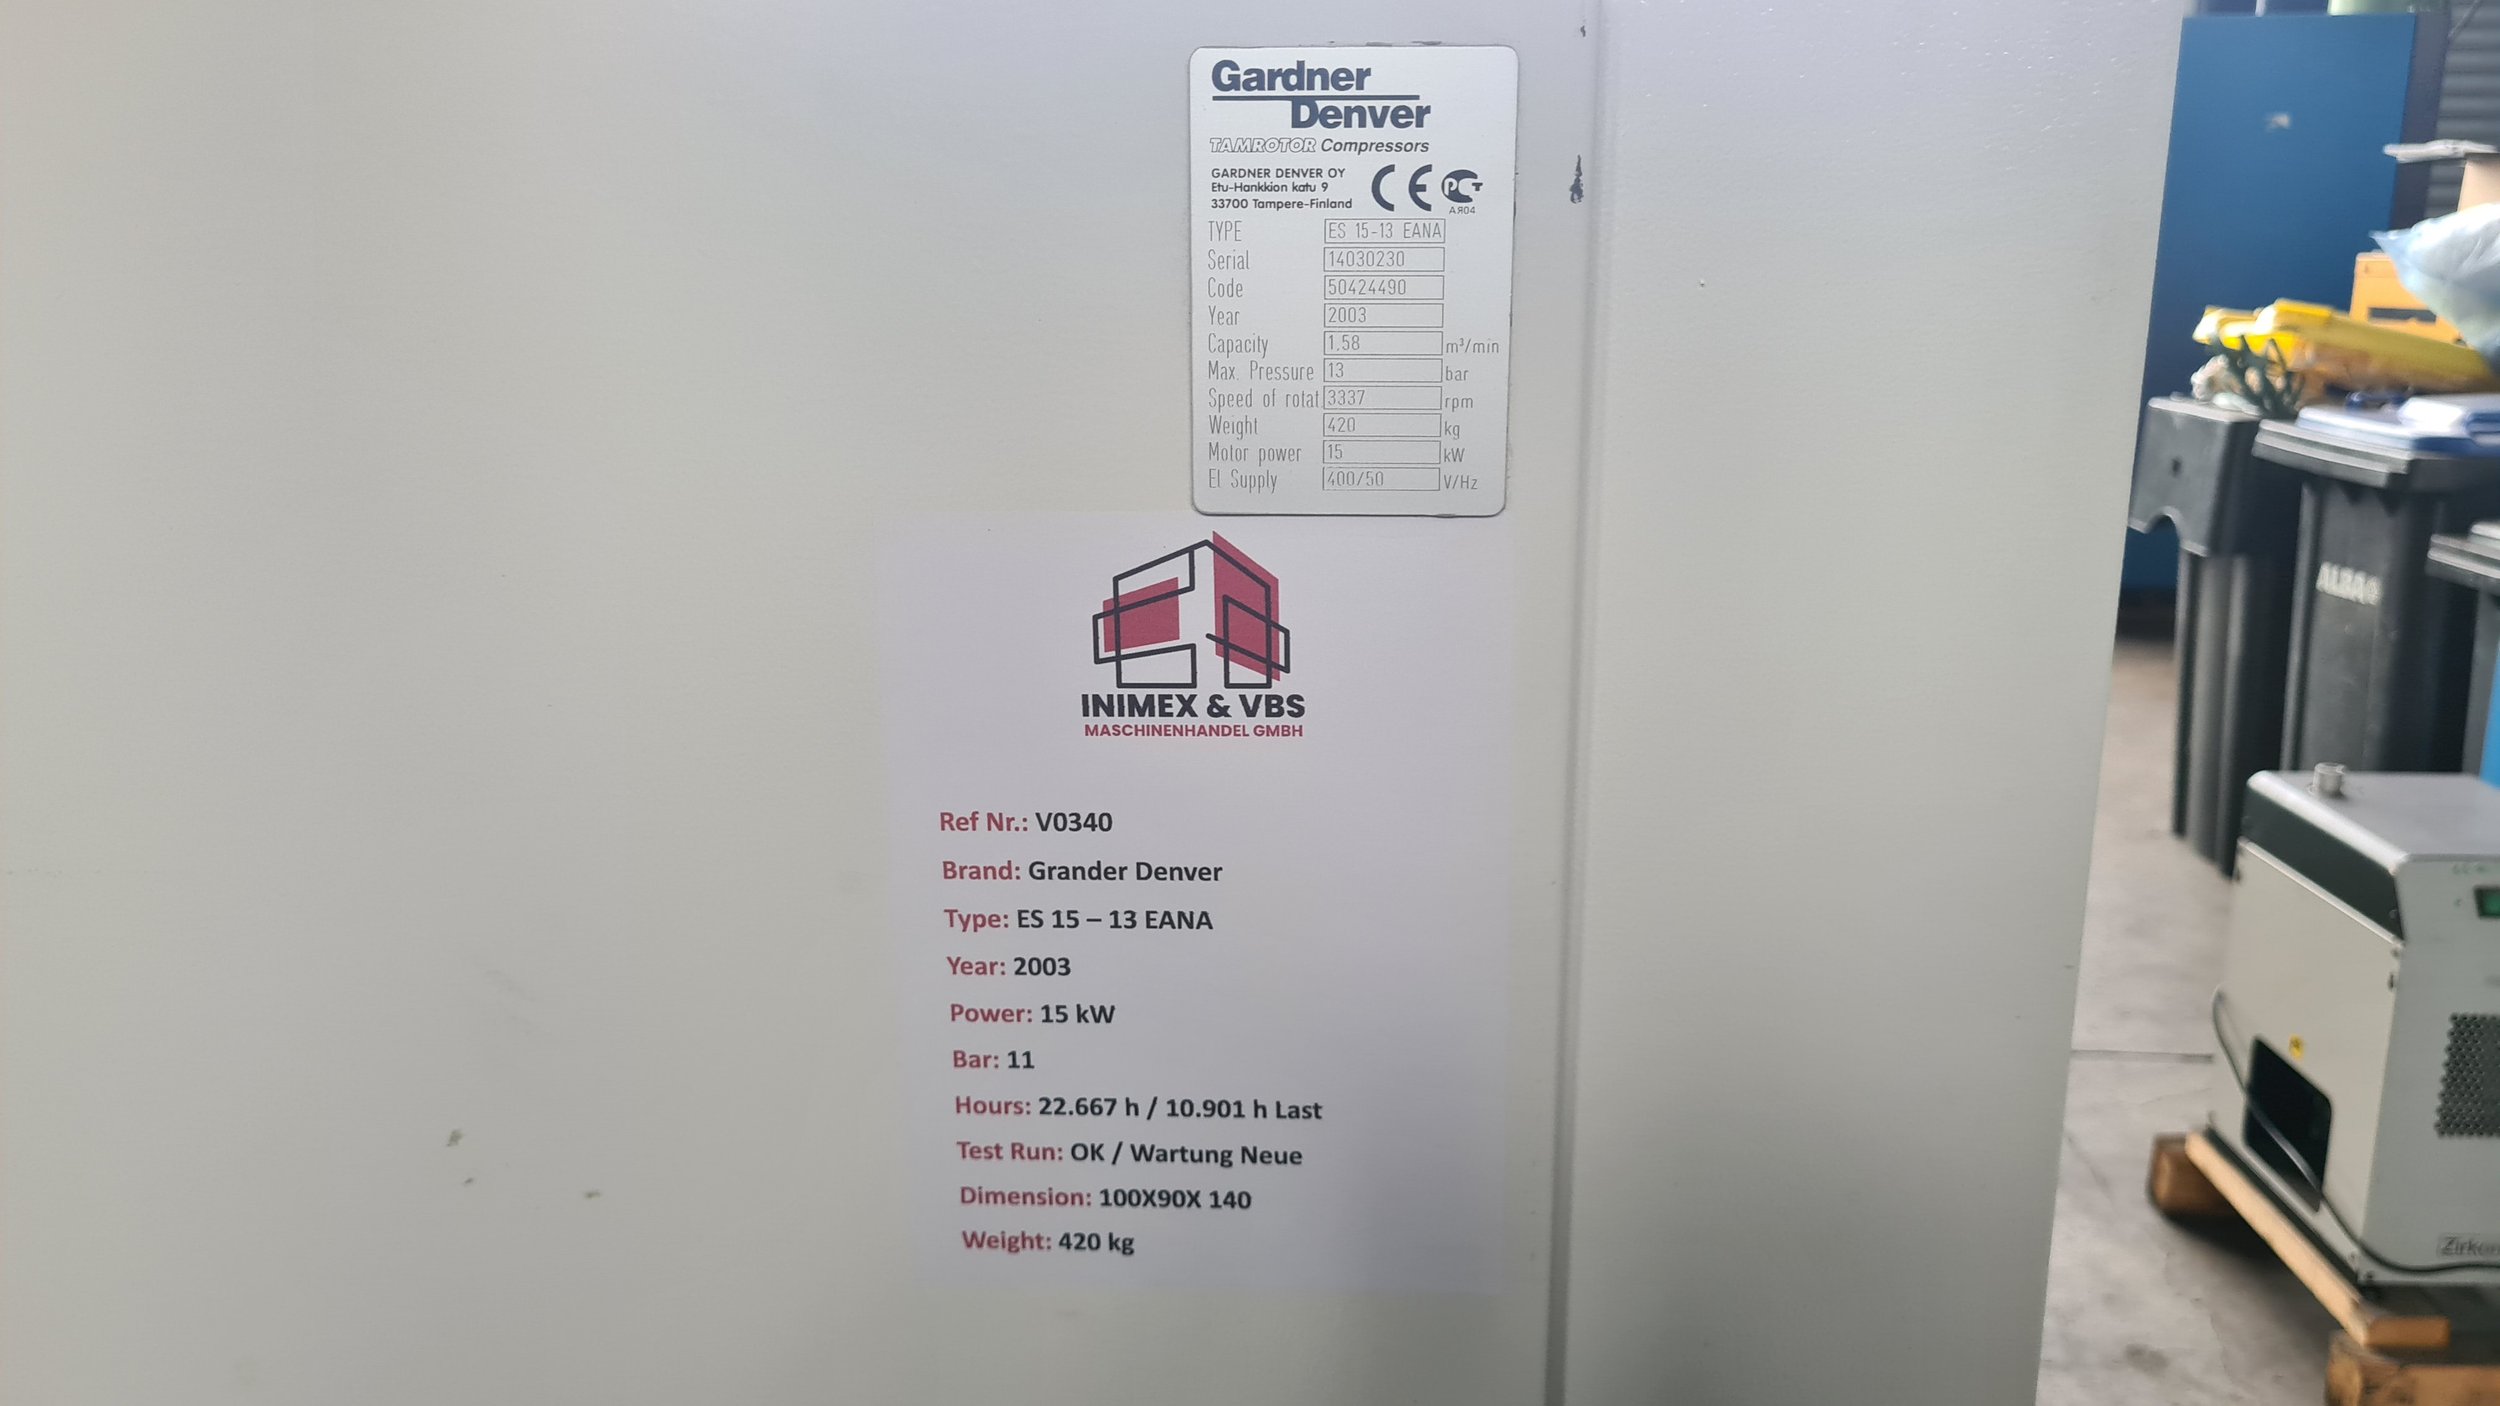 Gardner
Denver
TAMROTOR Compressors
GARDNER DENVER OY
Etu-Hankkion katu 9
33700 Tampere-Finland
CE PCT
АЯ04
TYPE ES 15-13 EANA
Serial 14030230
Code 50424490
Year 2003
Capacity 1.58 m³/min
Max. Pressure 13 bar
Speed of rotat 3337 rpm
Weight 420 kg
Motor power 15 kW
El Supply 400/50 V/Hz
INIMEX & VBS
MASCHINENHANDEL GMBH
Ref Nr.: V0340
Brand: Grander Denver
Type: ES 15 – 13 EANA
Year: 2003
Power: 15 kW
Bar: 11
Hours: 22.667 h / 10.901 h Last
Test Run: OK / Wartung Neue
Dimension: 100X90X 140
Weight: 420 kg
ALBA